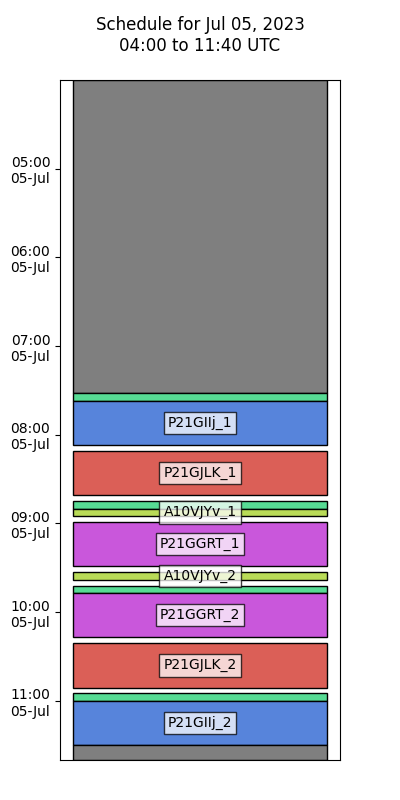 Schedule for Jul 05, 2023
04:00 to 11:40 UTC
05:00
05-Jul
06:00
05-Jul
07:00
05-Jul
P21GIIj_1
08:00
05-Jul
P21GJLK_1
A10VJYv_1
09:00
05-Jul
P21GGRT_1
A10VJYv_2
10:00
05-Jul
P21GGRT_2
P21GJLK_2
11:00
05-Jul
P21GIIj_2